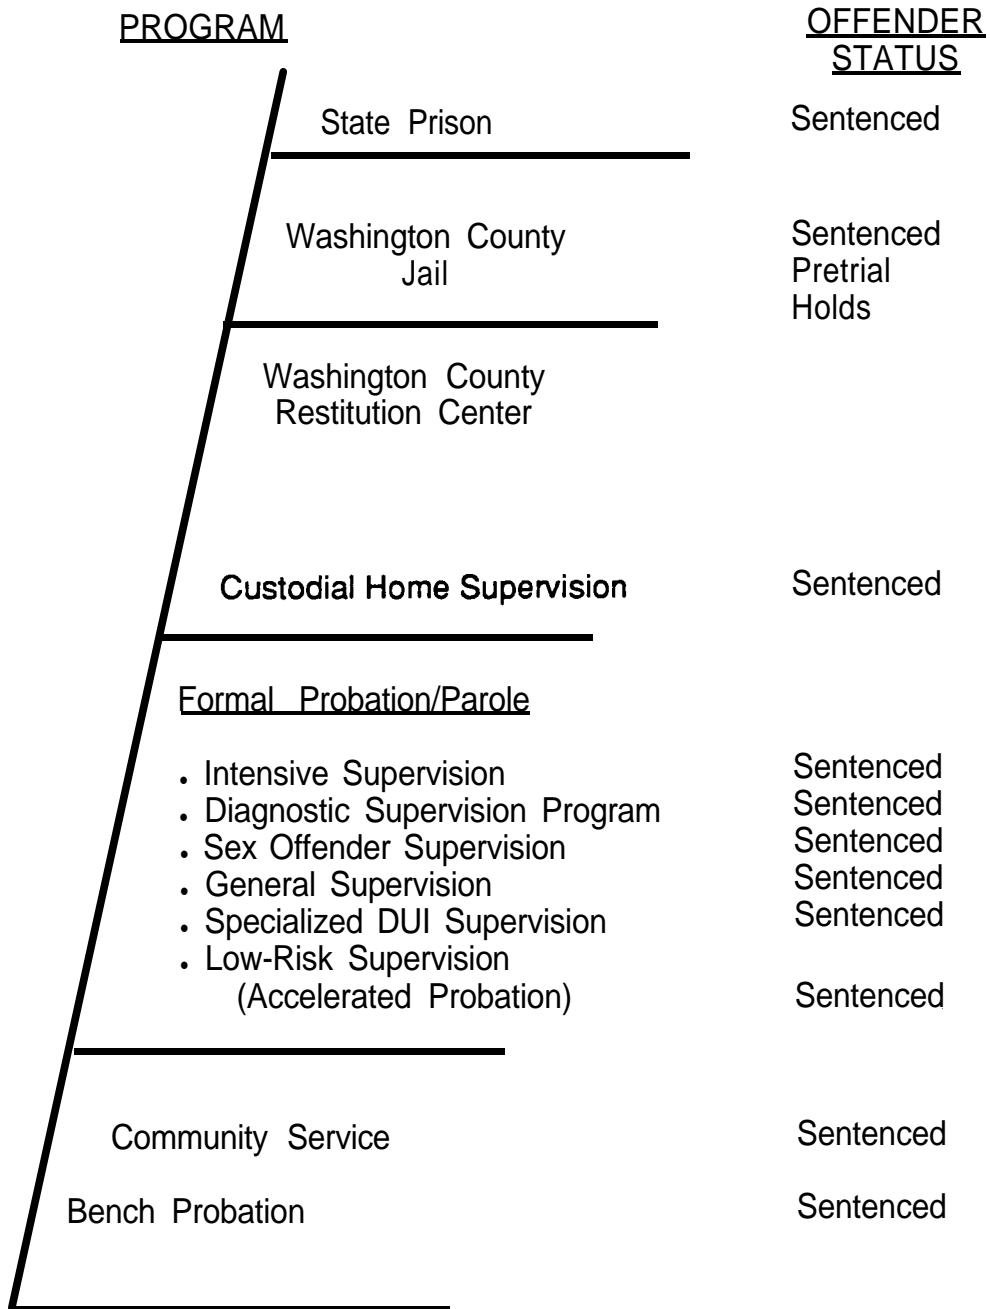 PROGRAM
OFFENDER
STATUS
State Prison
Sentenced
Washington County
Jail
Sentenced
Pretrial
Holds
Washington County
Restitution Center
Custodial Home Supervision
Sentenced
Formal Probation/Parole
. Intensive Supervision
Sentenced
. Diagnostic Supervision Program
Sentenced
. Sex Offender Supervision
Sentenced
. General Supervision
Sentenced
. Specialized DUI Supervision
Sentenced
. Low-Risk Supervision
(Accelerated Probation)
Sentenced
Community Service
Sentenced
Bench Probation
Sentenced